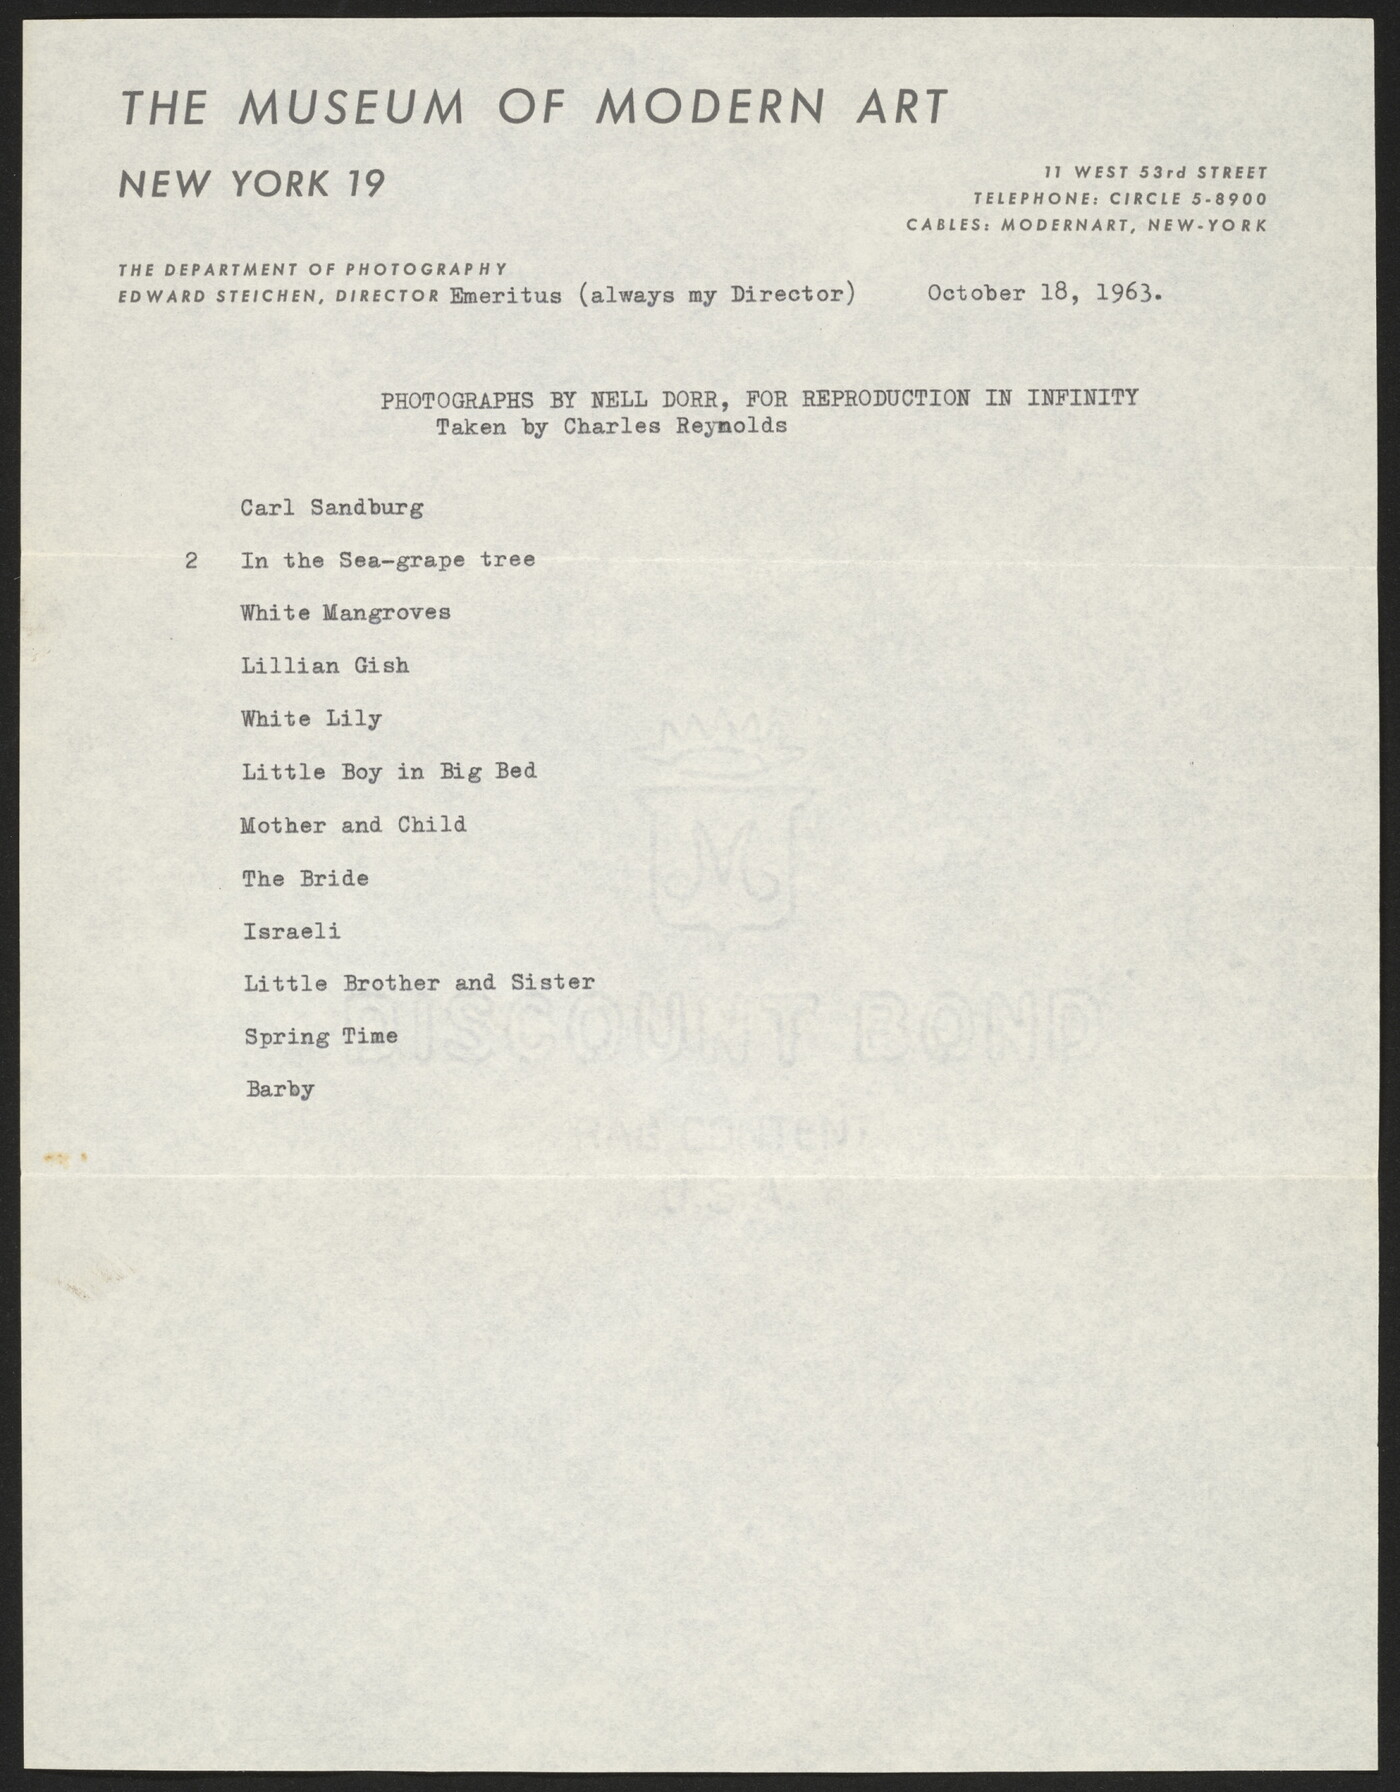 THE MUSEUM OF MODERN ART
NEW YORK 19
11 WEST 53rd STREET
TELEPHONE: CIRCLE 5-8900
CABLES: MODERNART, NEW-YORK
THE DEPARTMENT OF PHOTOGRAPHY
EDWARD STEICHEN, DIRECTOR Emeritus (always my Director) October 18, 1963.
PHOTOGRAPHS BY NELL DORR, FOR REPRODUCTION IN INFINITY
Taken by Charles Reynolds
Carl Sandburg
2 In the Sea-grape tree
White Mangroves
Lillian Gish
White Lily
Little Boy in Big Bed
Mother and Child
The Bride
Israeli
Little Brother and Sister
Spring Time
Barby
M
DISCOUNT BOND
RAG CONTENT
U.S.A.